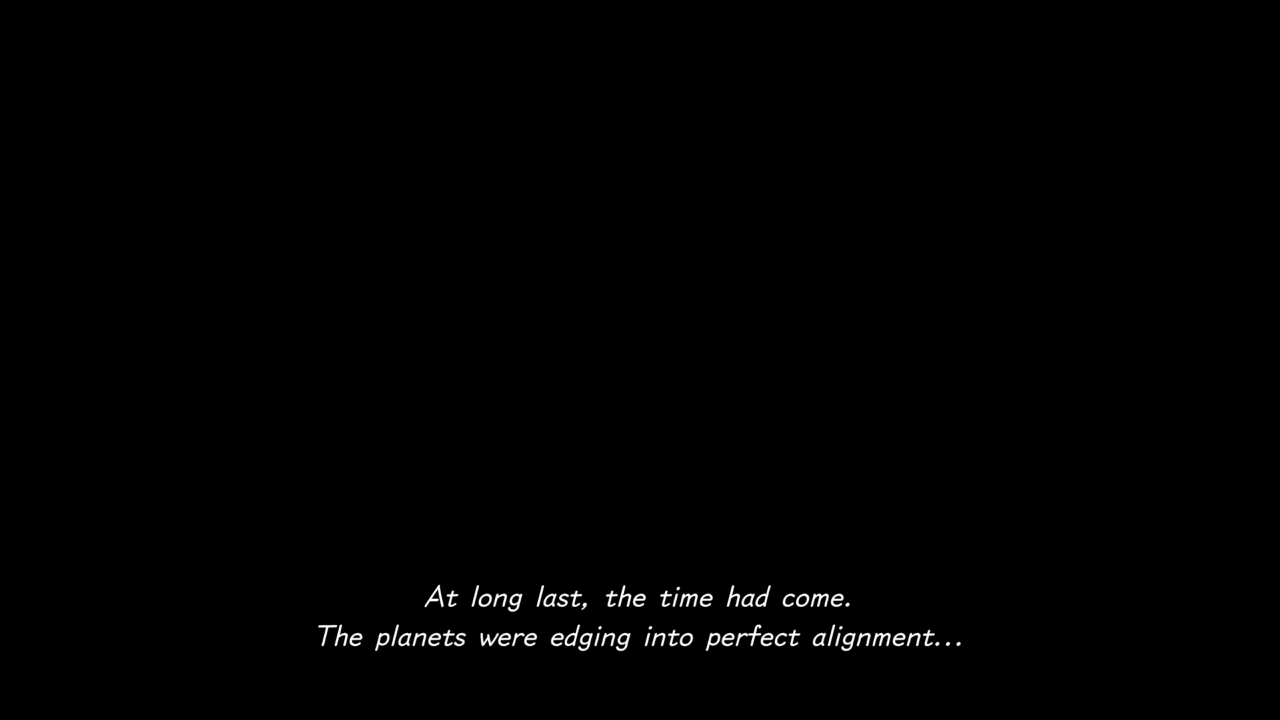 At long last, the time had come.
The planets were edging into perfect alignment...